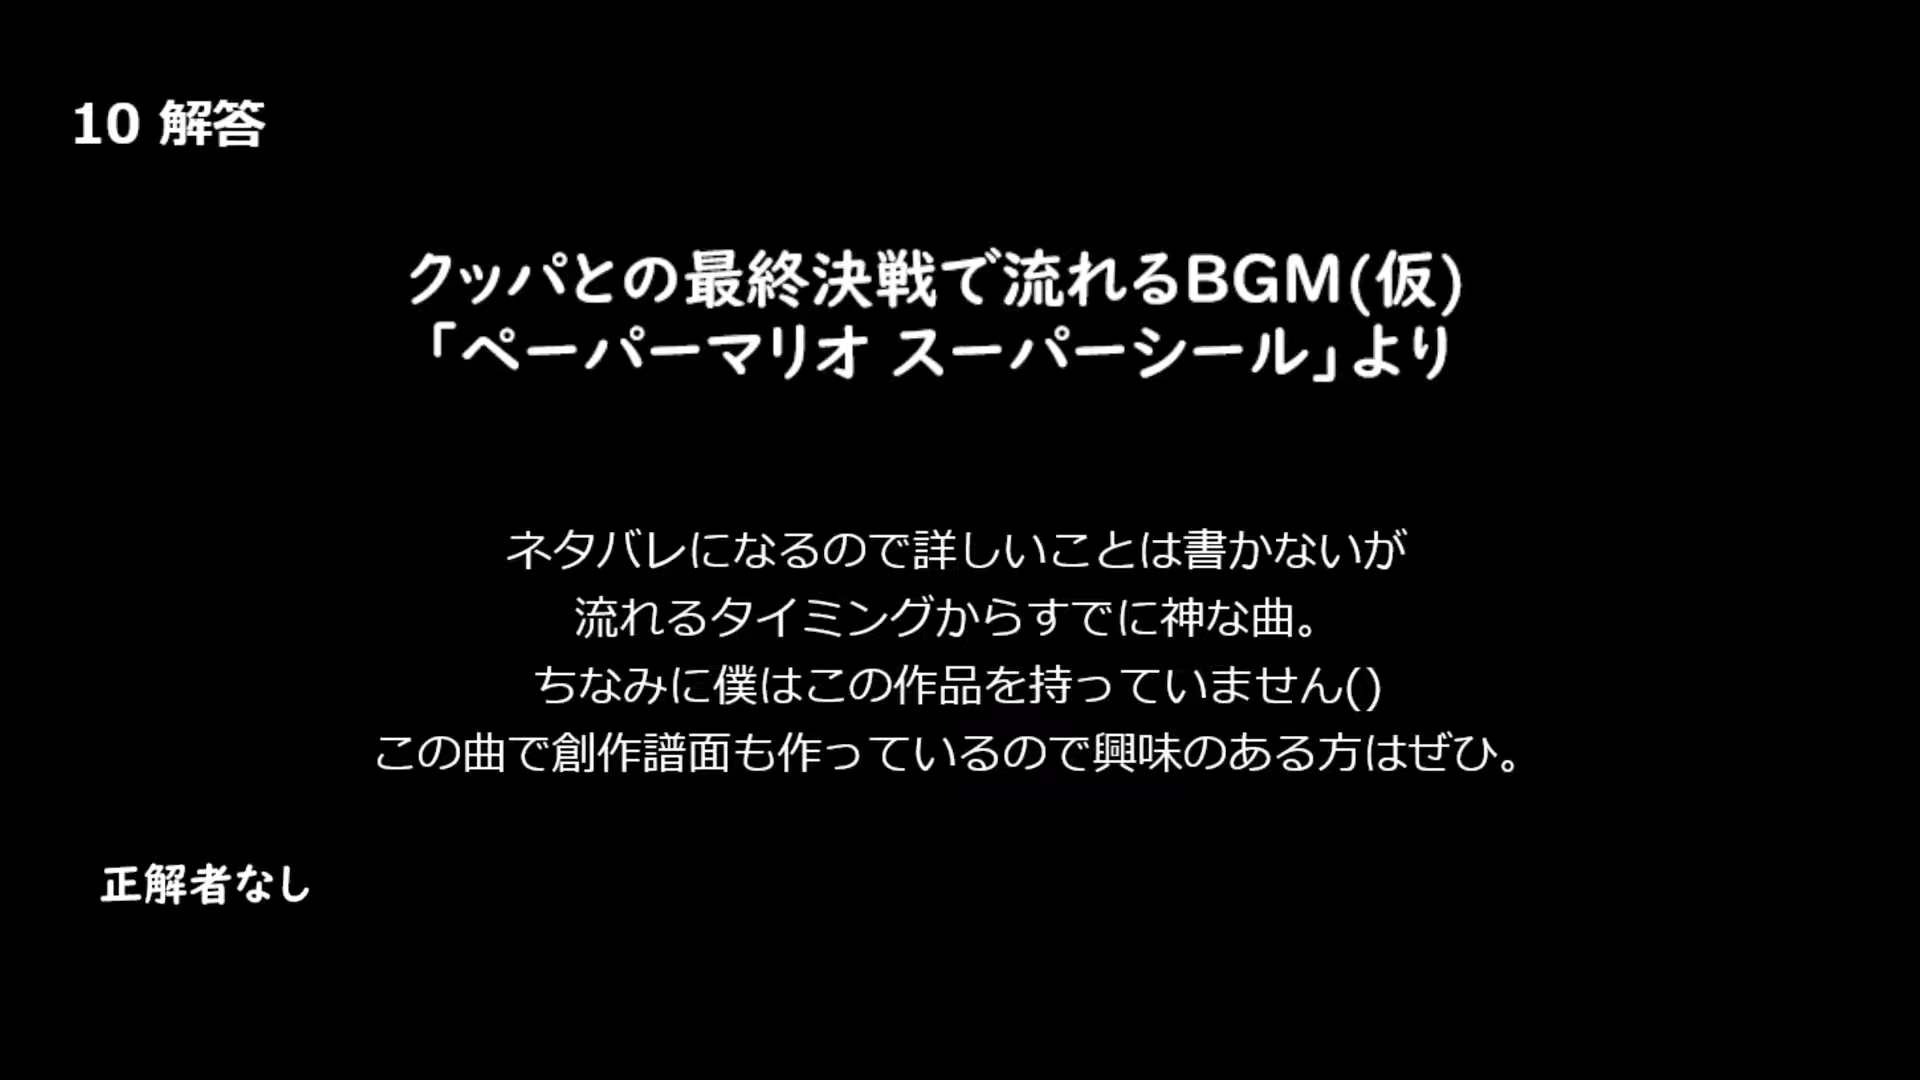 10 解答
クッパとの最終決戦で流れるBGM(仮)
「ペーパーマリオ スーパーシール」より
ネタバレになるので詳しいことは書かないが
流れるタイミングからすでに神な曲。
ちなみに僕はこの作品を持っていません()
この曲で創作譜面も作っているので興味のある方はぜひ。
正解者なし